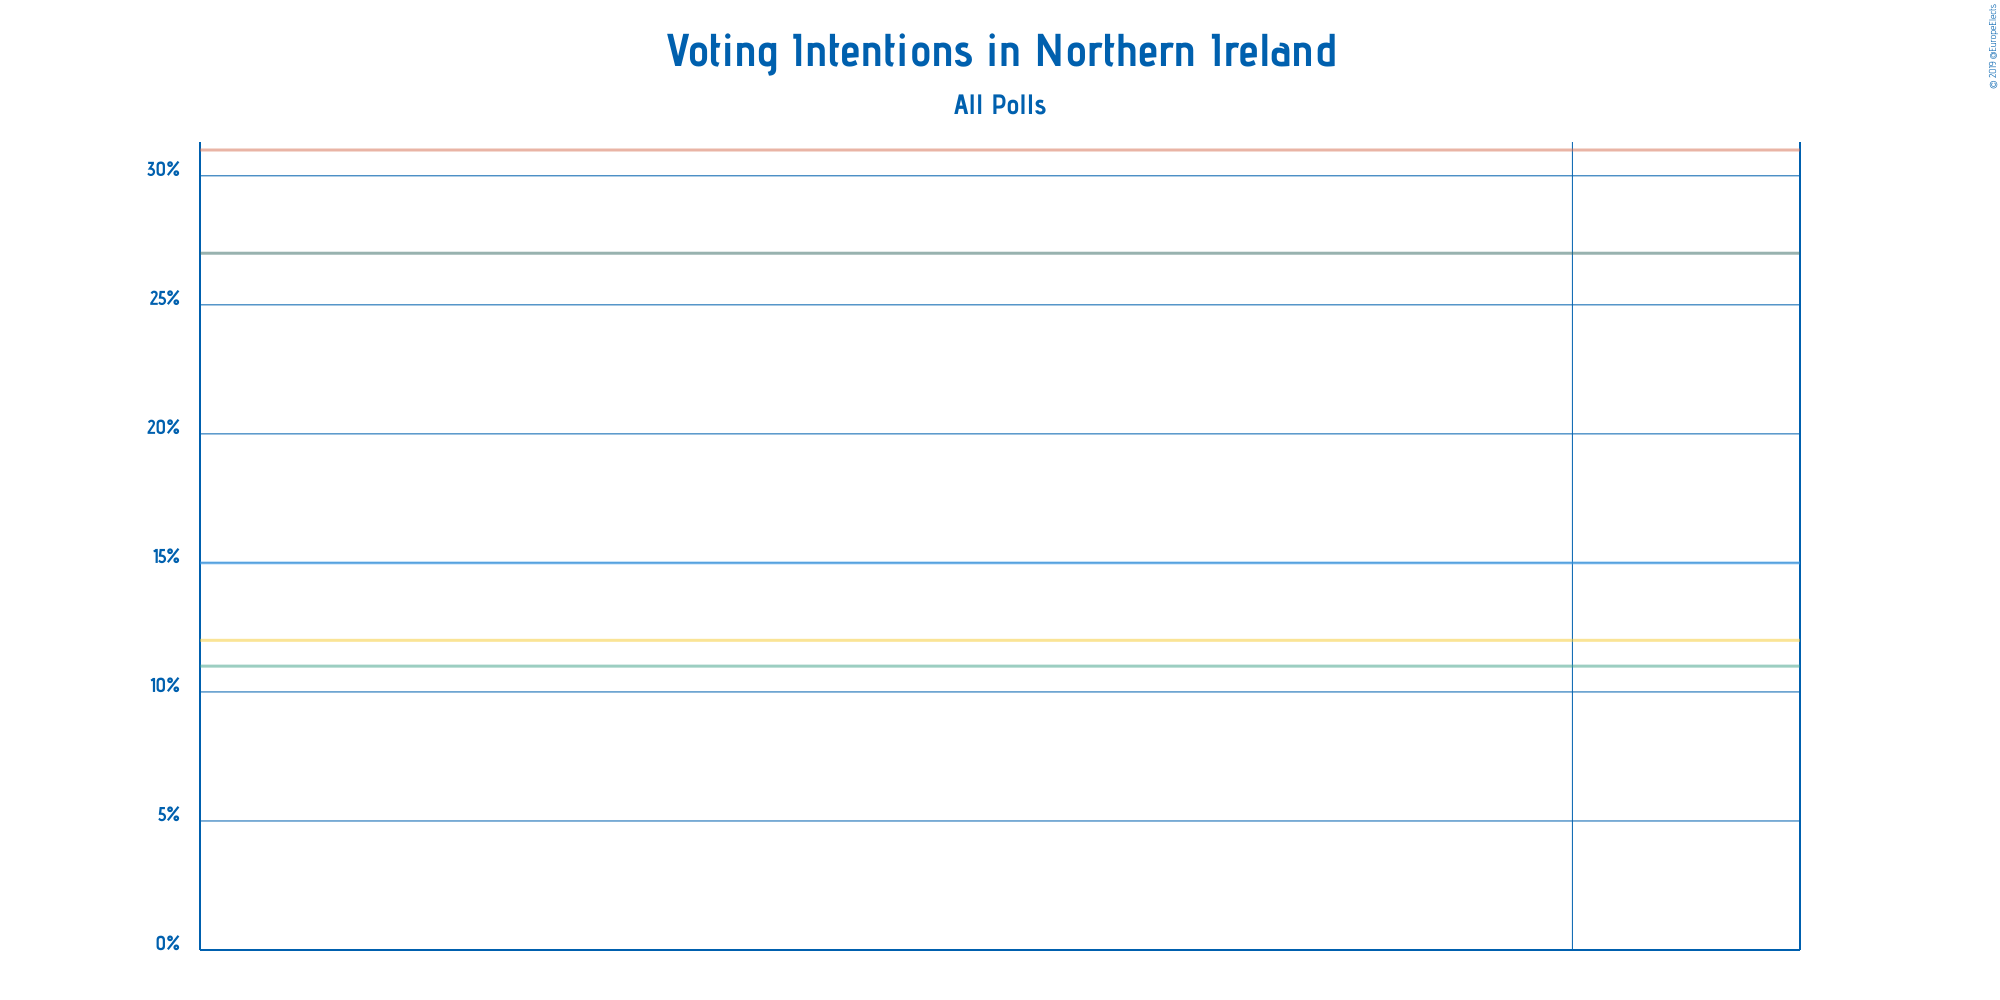 Voting Intentions in Northern Ireland
All Polls
© 2019 @EuropeElects
30%
25%
20%
15%
10%
5%
0%